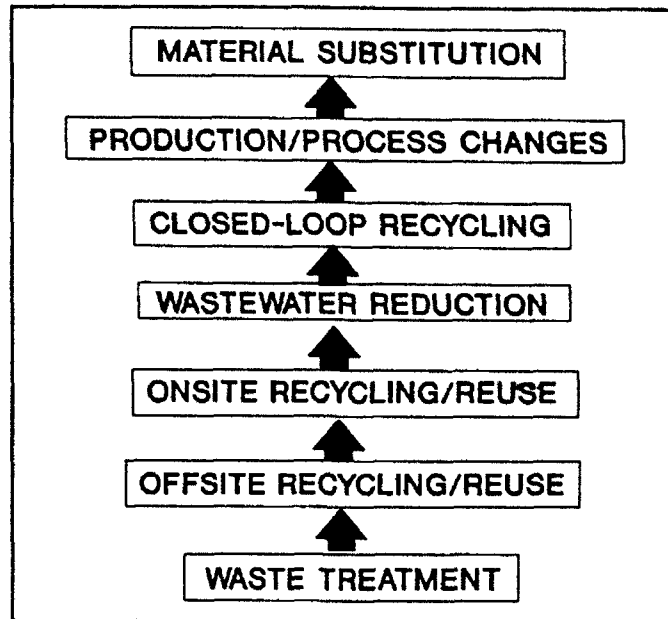 MATERIAL SUBSTITUTION
PRODUCTION/PROCESS CHANGES
CLOSED-LOOP RECYCLING
WASTEWATER REDUCTION
ONSITE RECYCLING/REUSE
OFFSITE RECYCLING/REUSE
WASTE TREATMENT